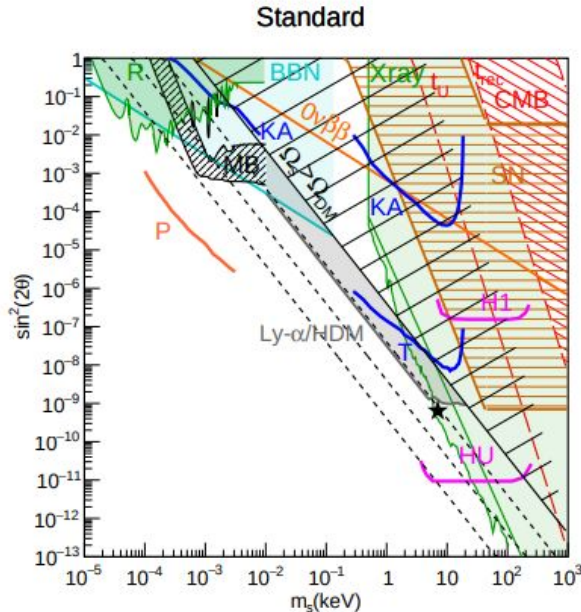 Standard
sin²(2θ)
1
10⁻¹
10⁻²
10⁻³
10⁻⁴
10⁻⁵
10⁻⁶
10⁻⁷
10⁻⁸
10⁻⁹
10⁻¹⁰
10⁻¹¹
10⁻¹²
10⁻¹³
R
BBN
Xray
t_U
t_rec
CMB
KA
0νββ
MB
Ω_s>Ω_DM
SN
KA
P
H1
Ly-α/HDM
T
HU
10⁻⁵ 10⁻⁴ 10⁻³ 10⁻² 10⁻¹ 1 10 10² 10³
m_s(keV)